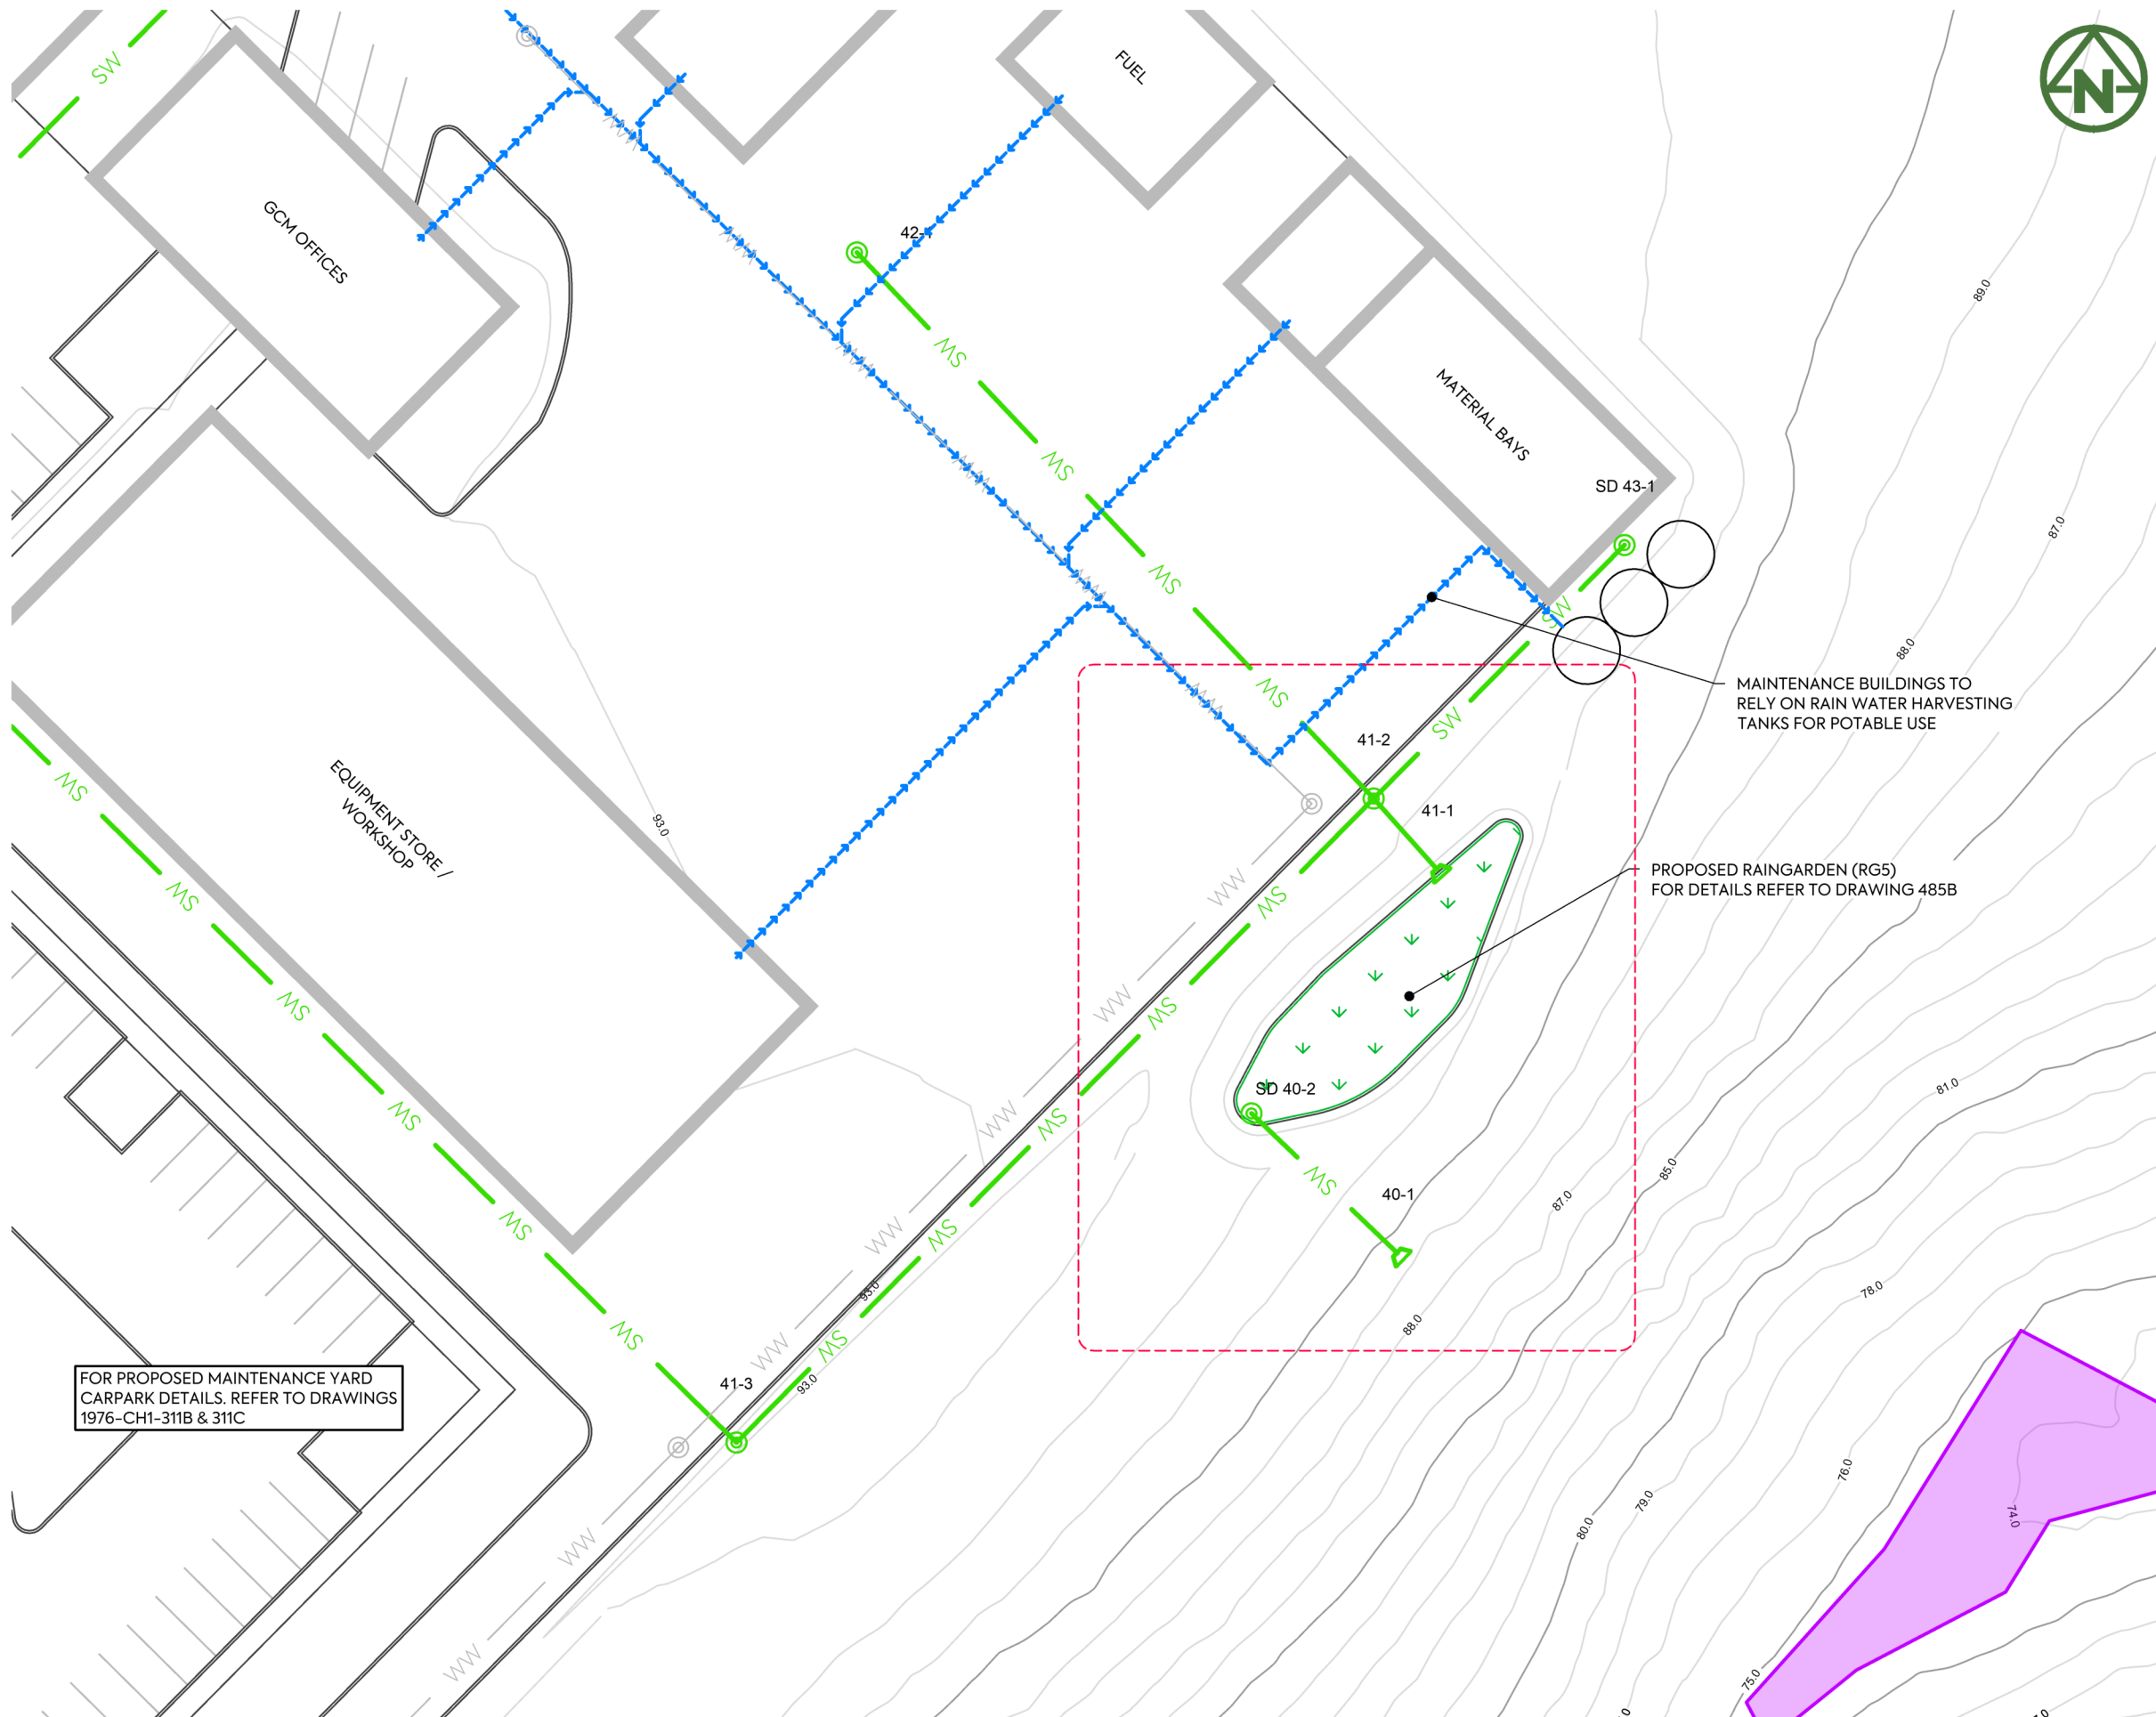 SW
N
FUEL
GCM OFFICES
42-1
SW
MATERIAL BAYS
SD 43-1
89.0
87.0
88.0
SW
SW
SW
SW
SW
MAINTENANCE BUILDINGS TO
RELY ON RAIN WATER HARVESTING
TANKS FOR POTABLE USE
41-2
41-1
EQUIPMENT STORE /
WORKSHOP
93.0
SW
SW
SW
SW
SW
SW
PROPOSED RAINGARDEN (RG5)
FOR DETAILS REFER TO DRAWING 485B
WW
WW
WW
WW
WW
WW
WW
SW
SW
SW
SW
SW
SD 40-2
SW
40-1
81.0
85.0
87.0
88.0
78.0
93.0
93.0
41-3
FOR PROPOSED MAINTENANCE YARD
CARPARK DETAILS. REFER TO DRAWINGS
1976-CH1-311B & 311C
76.0
79.0
80.0
74.0
75.0